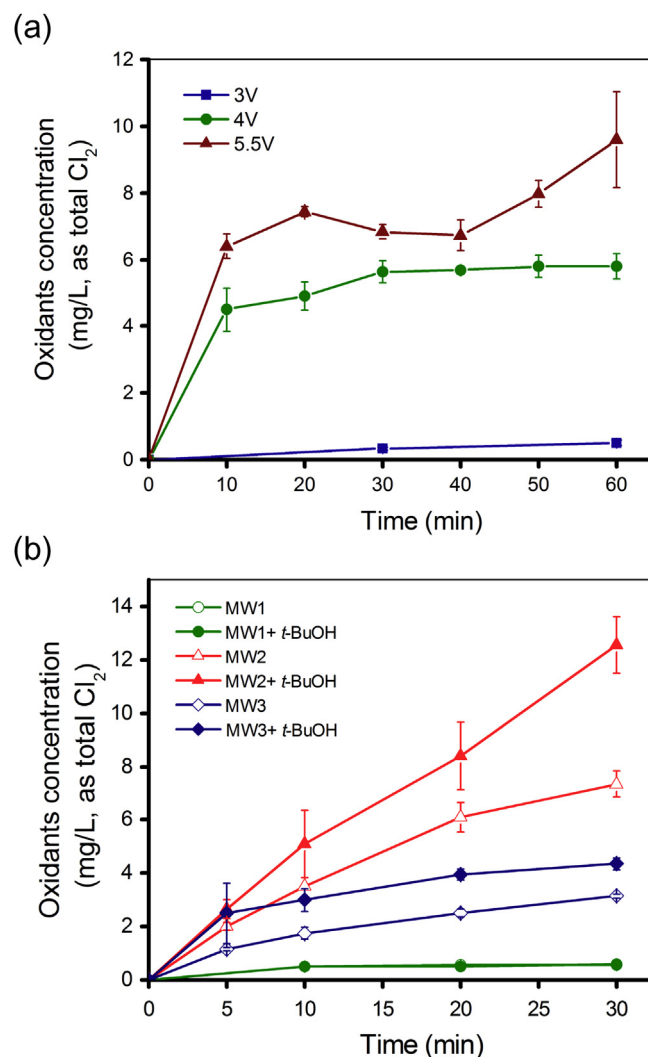 (a)
Oxidants concentration
(mg/L, as total Cl₂)
12
10
8
6
4
2
0
3V
4V
5.5V
0 10 20 30 40 50 60
Time (min)
(b)
Oxidants concentration
(mg/L, as total Cl₂)
14
12
10
8
6
4
2
0
MW1
MW1+ t-BuOH
MW2
MW2+ t-BuOH
MW3
MW3+ t-BuOH
0 5 10 15 20 25 30
Time (min)